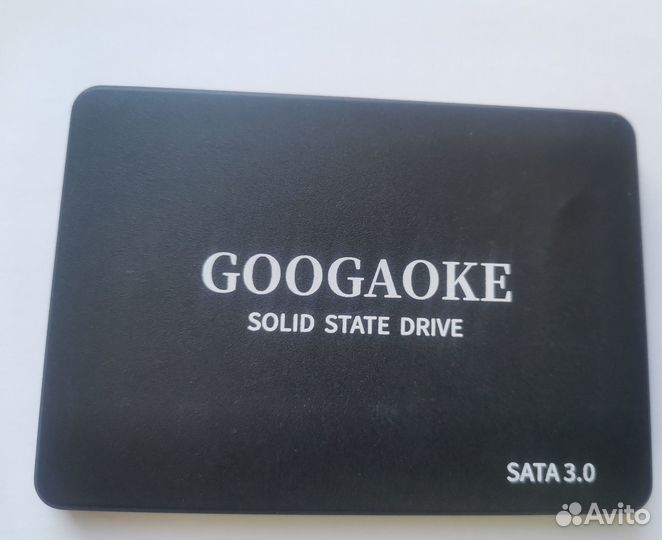 GOOGAOKE
SOLID STATE DRIVE
SATA 3.0
Avito